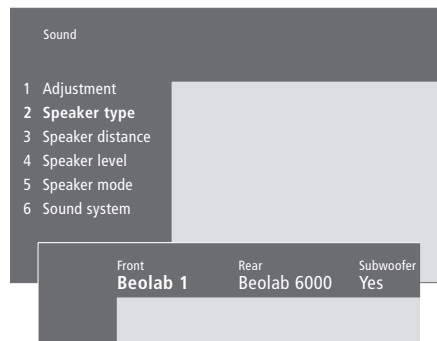 Sound
1 Adjustment
2 Speaker type
3 Speaker distance
4 Speaker level
5 Speaker mode
6 Sound system
Front Rear Subwoofer
Beolab 1 Beolab 6000 Yes